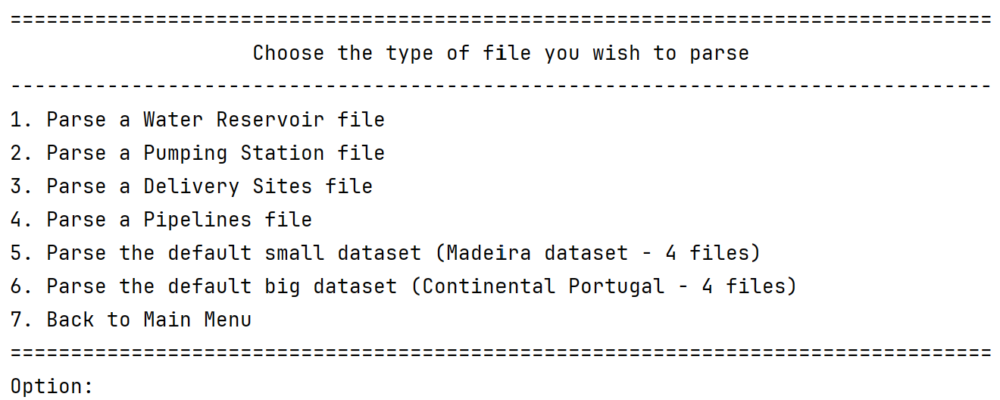 =================================================================================
Choose the type of file you wish to parse
---------------------------------------------------------------------------------
1. Parse a Water Reservoir file
2. Parse a Pumping Station file
3. Parse a Delivery Sites file
4. Parse a Pipelines file
5. Parse the default small dataset (Madeira dataset - 4 files)
6. Parse the default big dataset (Continental Portugal - 4 files)
7. Back to Main Menu
=================================================================================
Option: